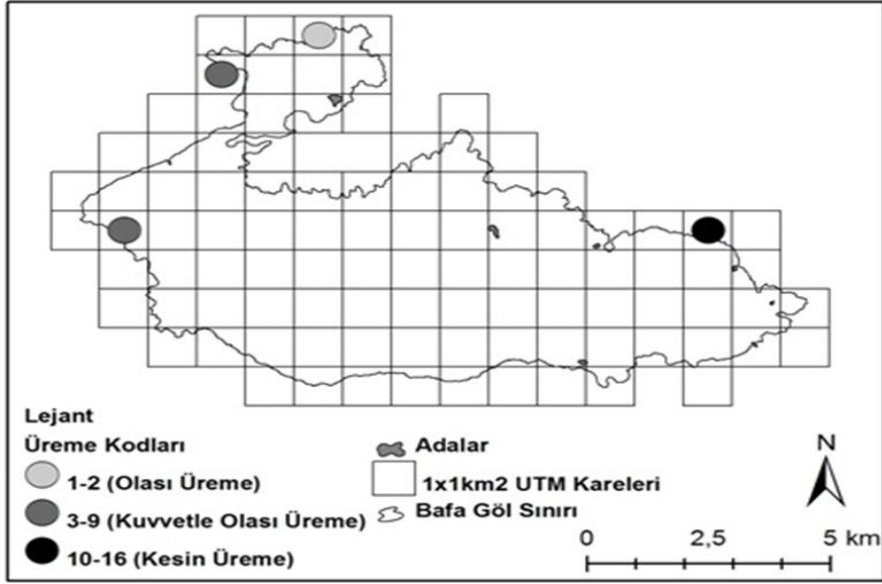 Lejant
Üreme Kodları
1-2 (Olası Üreme)
3-9 (Kuvvetle Olası Üreme)
10-16 (Kesin Üreme)
Adalar
1x1km2 UTM Kareleri
Bafa Göl Sınırı
N
0 2,5 5 km